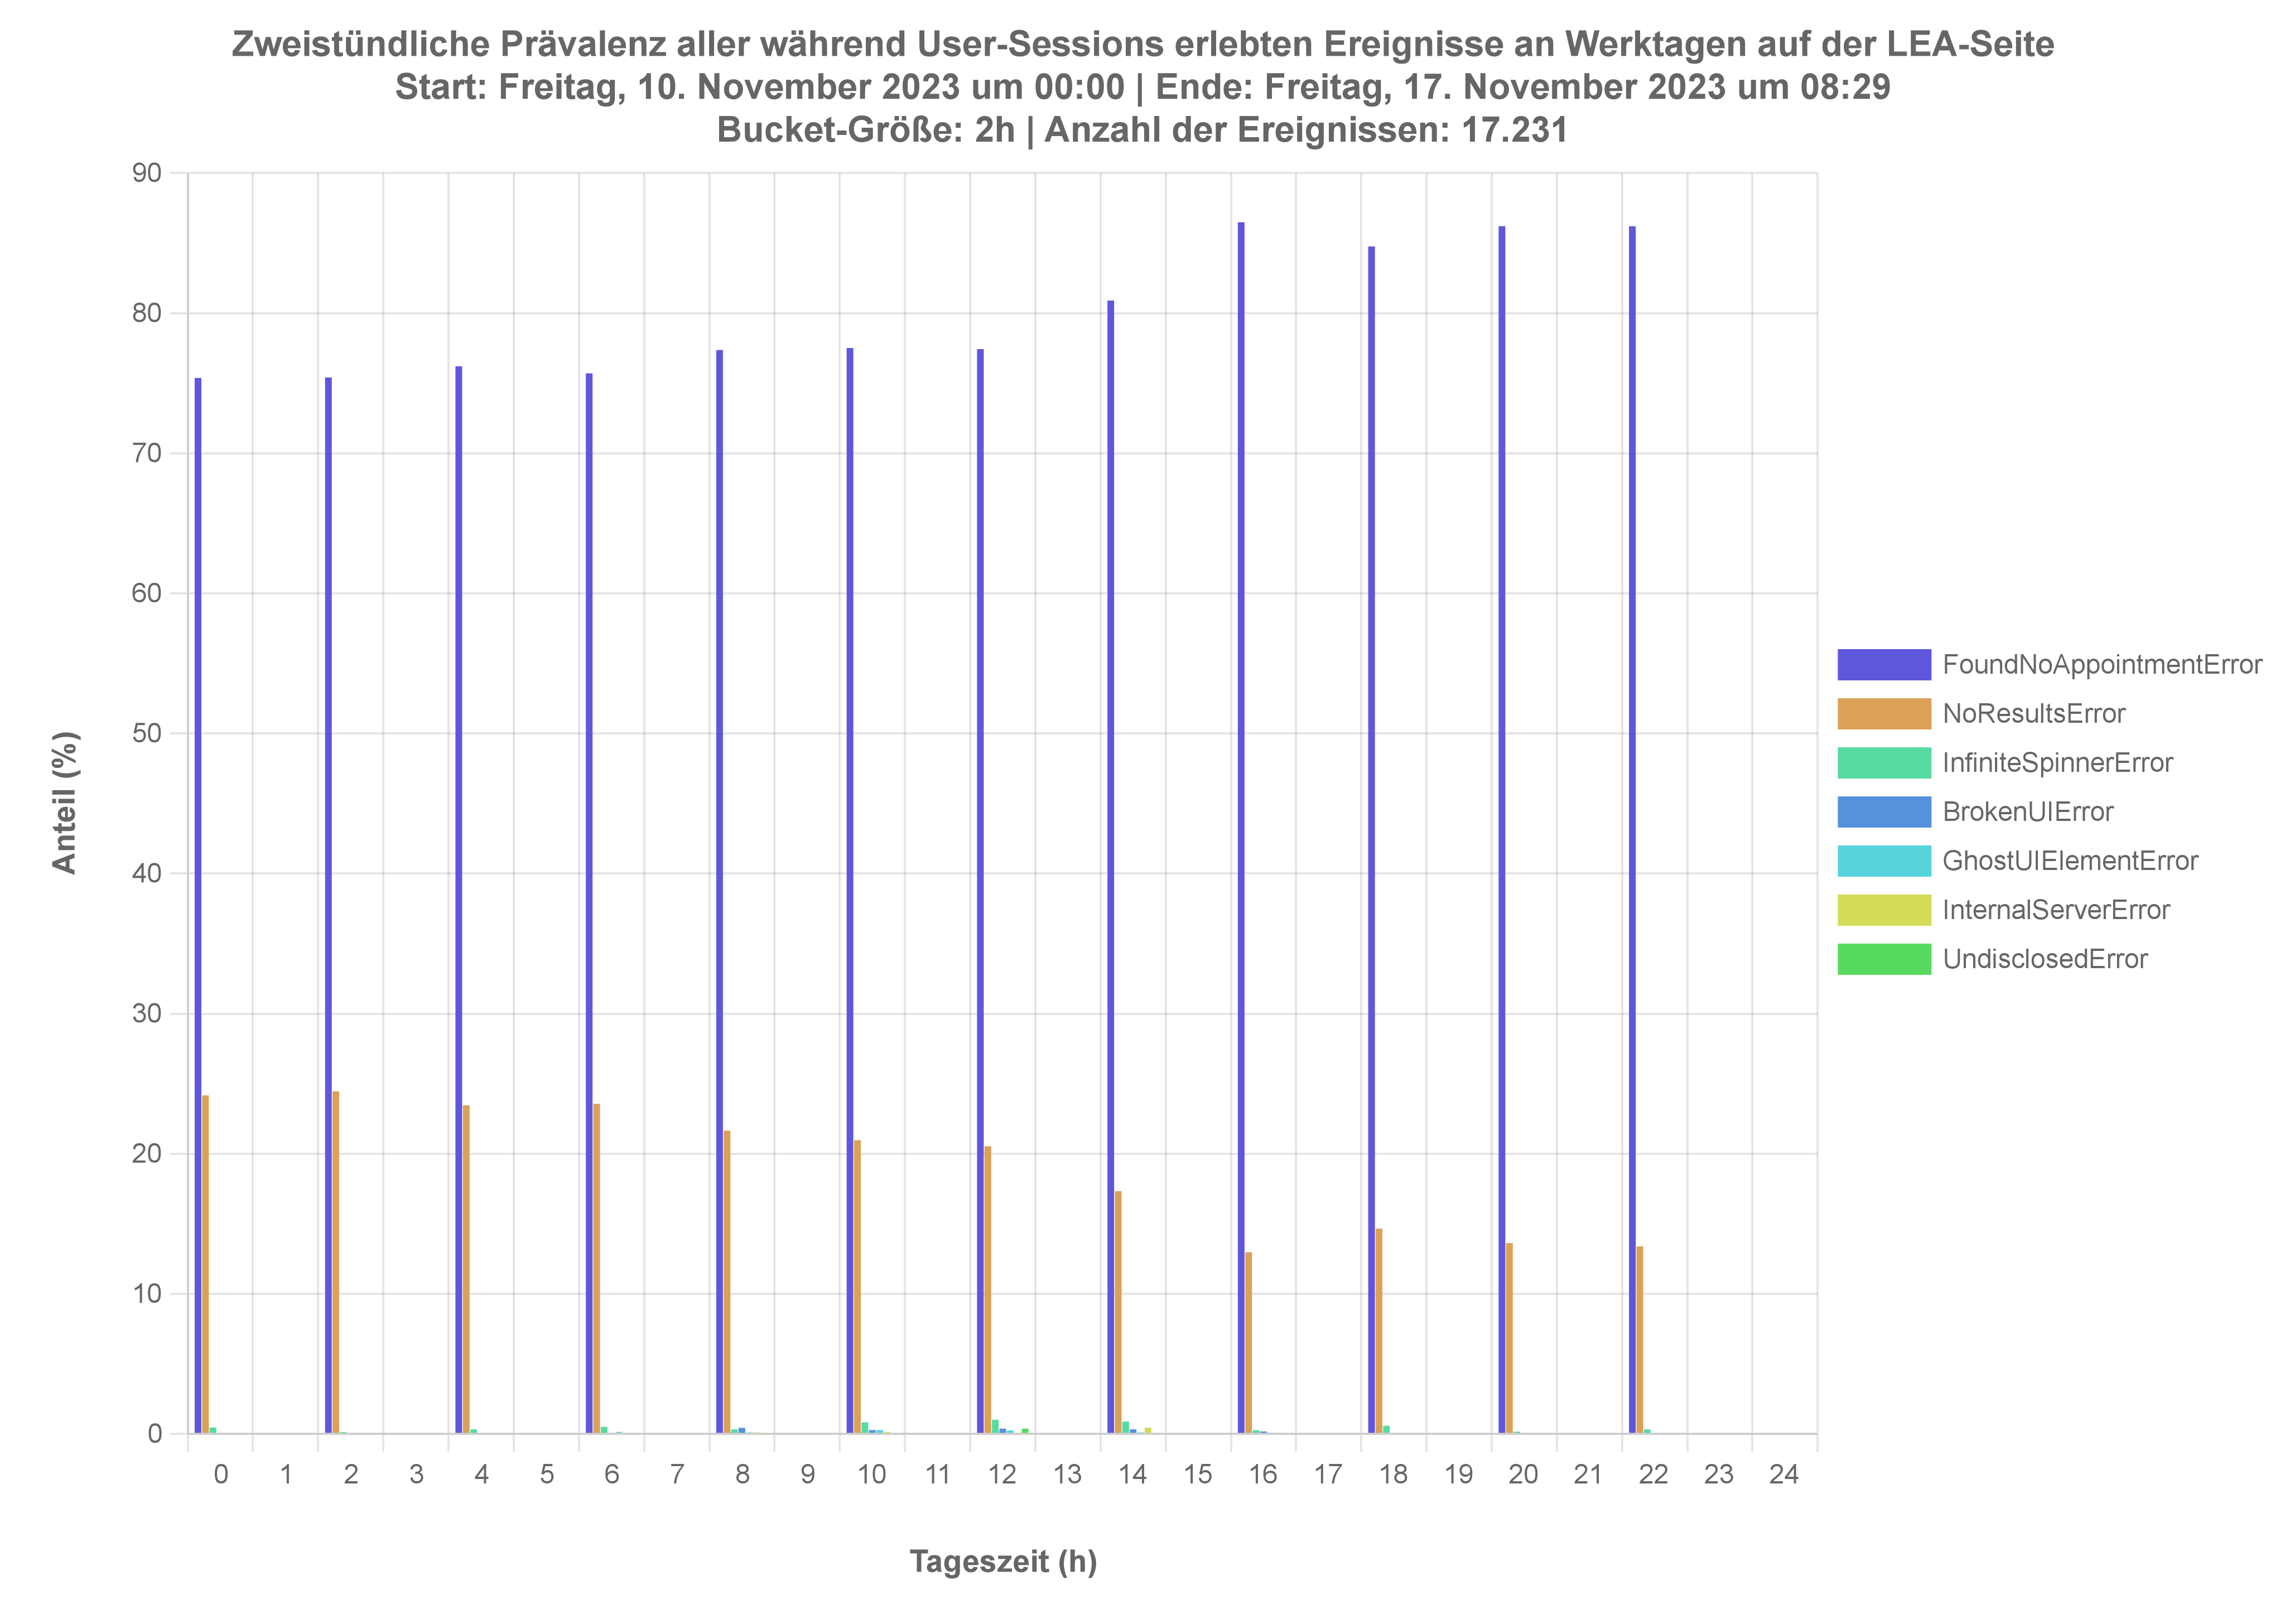 Zweistündliche Prävalenz aller während User-Sessions erlebten Ereignisse an Werktagen auf der LEA-Seite
Start: Freitag, 10. November 2023 um 00:00 | Ende: Freitag, 17. November 2023 um 08:29
Bucket-Größe: 2h | Anzahl der Ereignissen: 17.231
90
80
70
60
50
40
30
20
10
0
Anteil (%)
0 1 2 3 4 5 6 7 8 9 10 11 12 13 14 15 16 17 18 19 20 21 22 23 24
Tageszeit (h)
FoundNoAppointmentError
NoResultsError
InfiniteSpinnerError
BrokenUIError
GhostUIElementError
InternalServerError
UndisclosedError